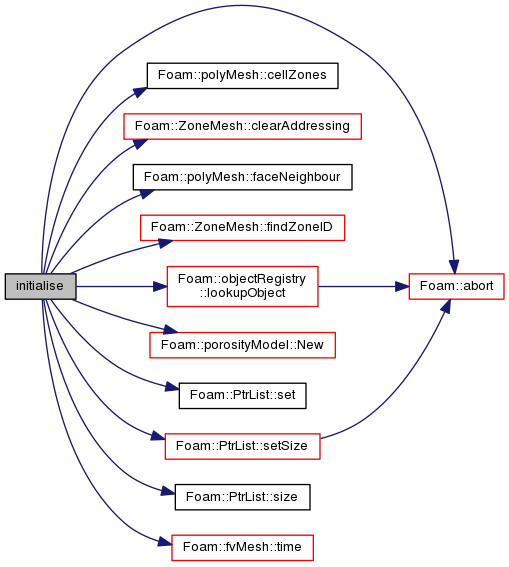 Foam::polyMesh::cellZones
Foam::ZoneMesh::clearAddressing
Foam::polyMesh::faceNeighbour
Foam::ZoneMesh::findZoneID
initialise
Foam::objectRegistry
::lookupObject
Foam::abort
Foam::porosityModel::New
Foam::PtrList::set
Foam::PtrList::setSize
Foam::PtrList::size
Foam::fvMesh::time